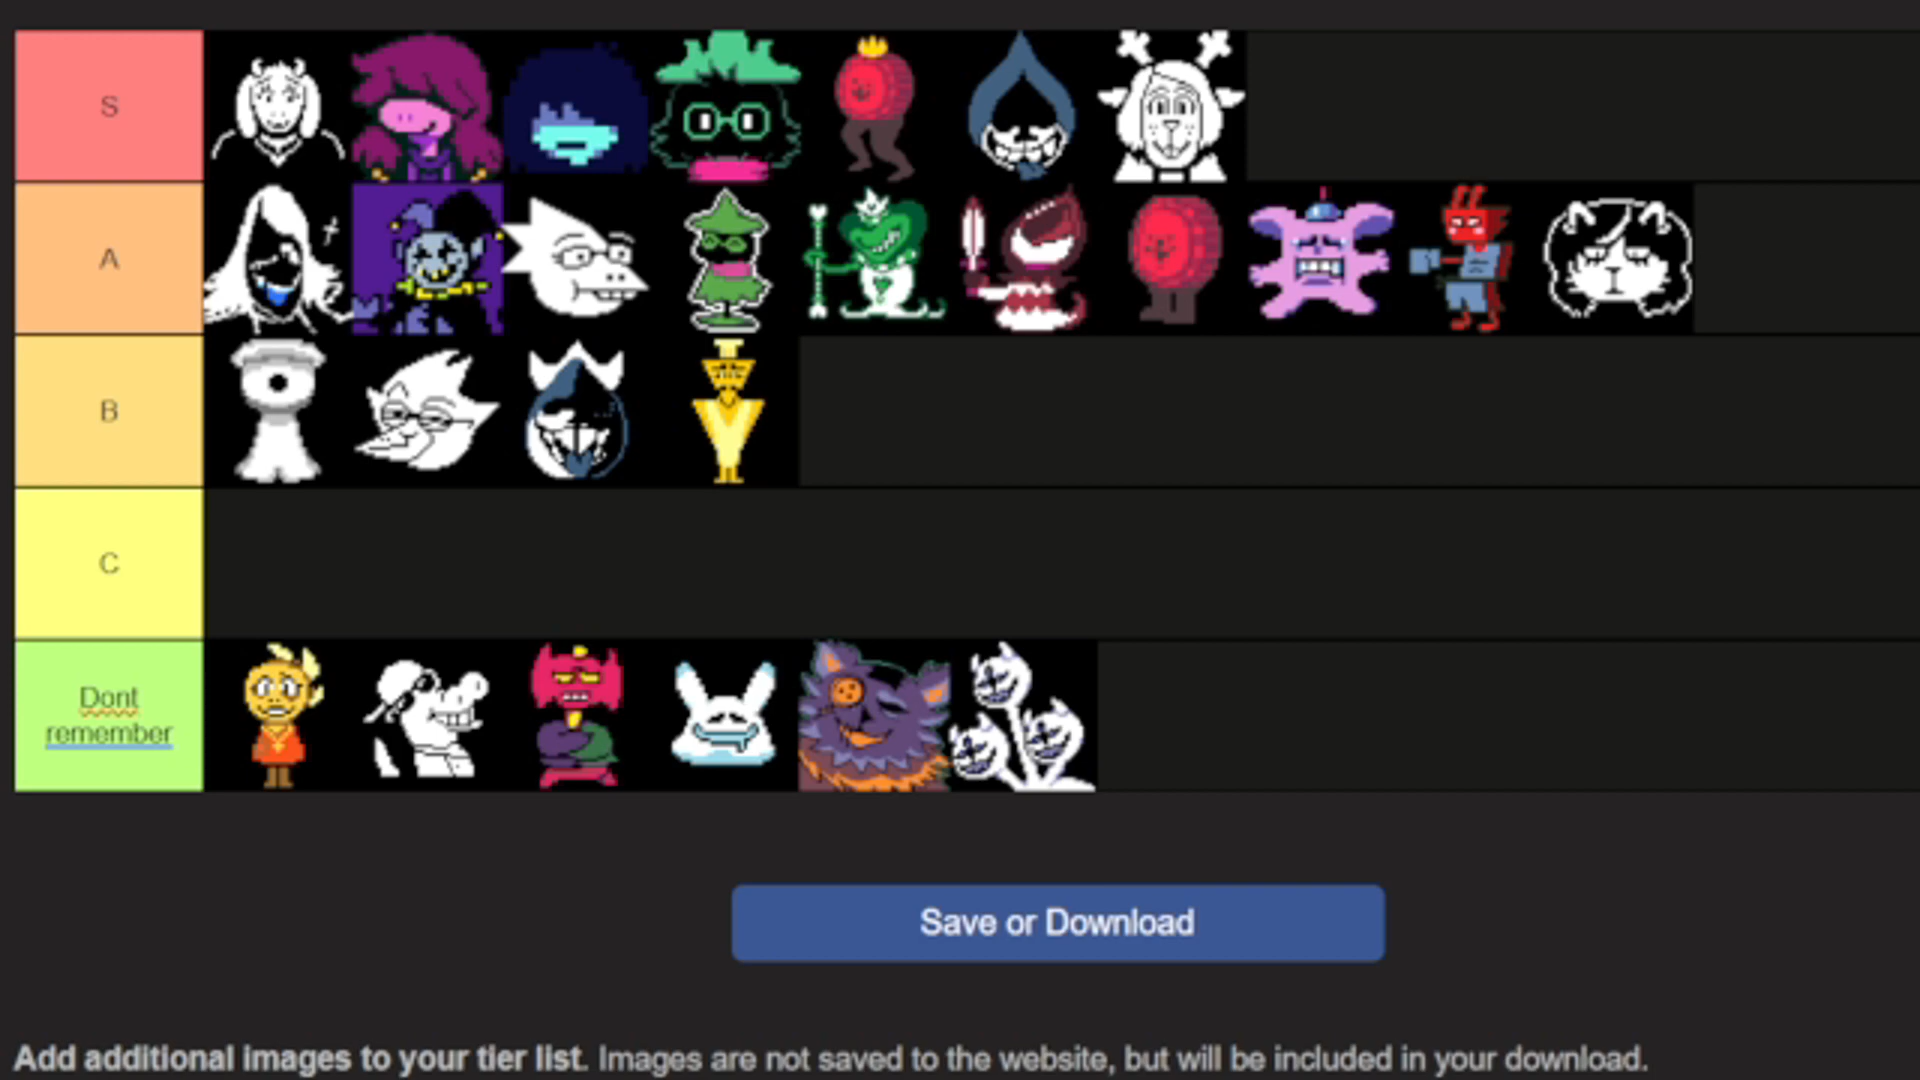 S
A
B
C
Dont
remember
Save or Download
Add additional images to your tier list. Images are not saved to the website, but will be included in your download.